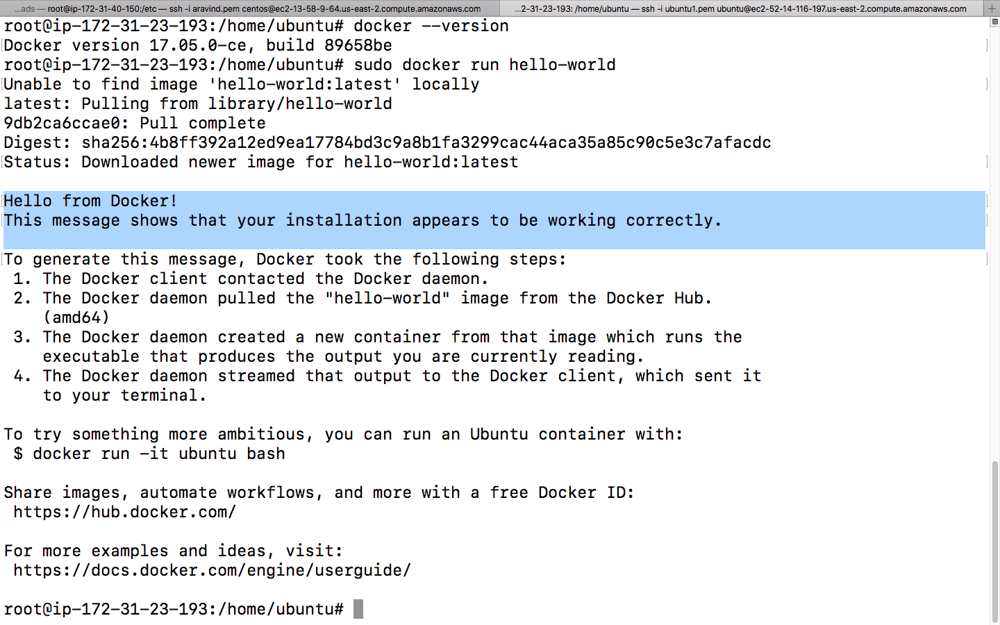 ...ads — root@ip-172-31-40-150:/etc — ssh -i aravind.pem centos@ec2-13-58-9-64.us-east-2.compute.amazonaws.com
...2-31-23-193: /home/ubuntu — ssh -i ubuntu1.pem ubuntu@ec2-52-14-116-197.us-east-2.compute.amazonaws.com
root@ip-172-31-23-193:/home/ubuntu# docker --version
Docker version 17.05.0-ce, build 89658be
root@ip-172-31-23-193:/home/ubuntu# sudo docker run hello-world
Unable to find image 'hello-world:latest' locally
latest: Pulling from library/hello-world
9db2ca6ccae0: Pull complete
Digest: sha256:4b8ff392a12ed9ea17784bd3c9a8b1fa3299cac44aca35a85c90c5e3c7afacdc
Status: Downloaded newer image for hello-world:latest
Hello from Docker!
This message shows that your installation appears to be working correctly.
To generate this message, Docker took the following steps:
1. The Docker client contacted the Docker daemon.
2. The Docker daemon pulled the "hello-world" image from the Docker Hub.
(amd64)
3. The Docker daemon created a new container from that image which runs the
executable that produces the output you are currently reading.
4. The Docker daemon streamed that output to the Docker client, which sent it
to your terminal.
To try something more ambitious, you can run an Ubuntu container with:
$ docker run -it ubuntu bash
Share images, automate workflows, and more with a free Docker ID:
https://hub.docker.com/
For more examples and ideas, visit:
https://docs.docker.com/engine/userguide/
root@ip-172-31-23-193:/home/ubuntu#